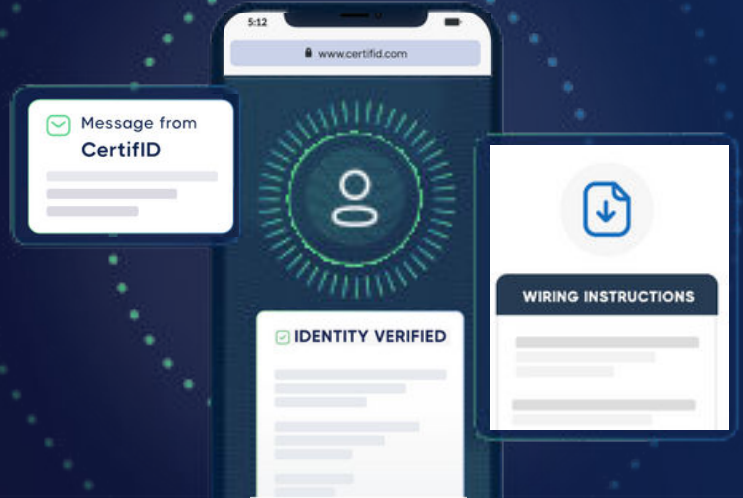 5:12
www.certifid.com
Message from
CertifID
IDENTITY VERIFIED
WIRING INSTRUCTIONS